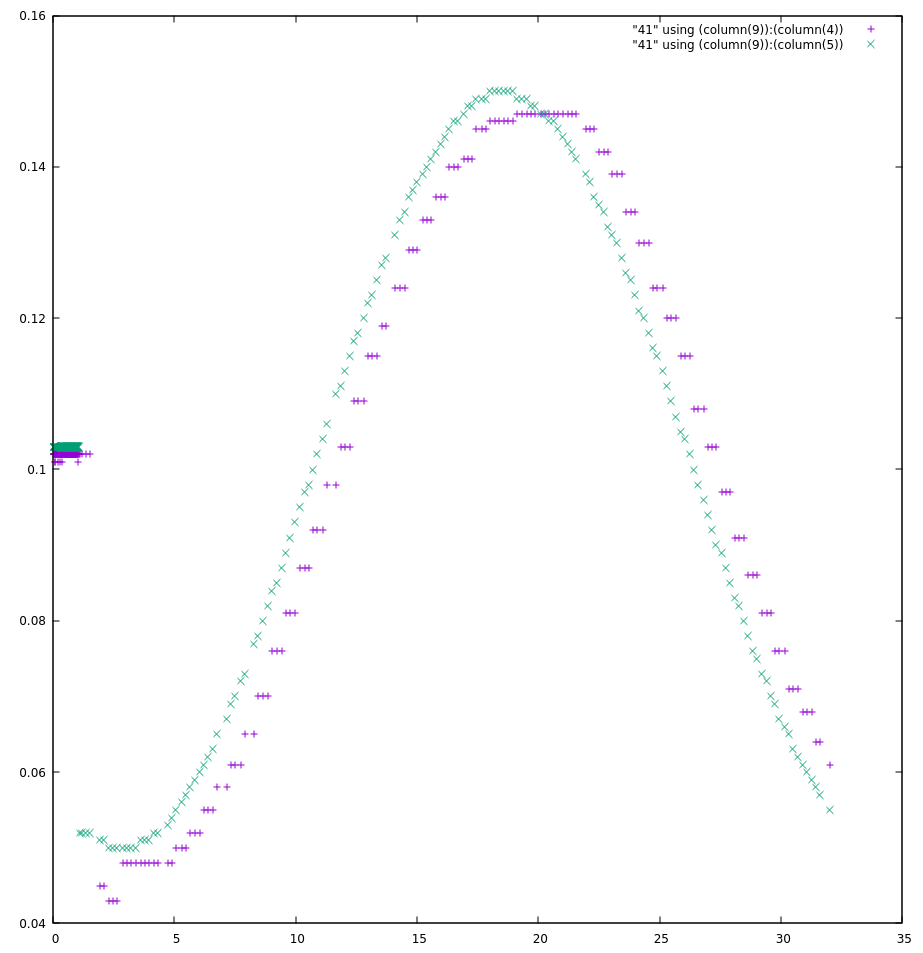 0.16
"41" using (column(9)):(column(4))
"41" using (column(9)):(column(5))
0.14
0.12
0.1
0.08
0.06
0.04
0 5 10 15 20 25 30 35